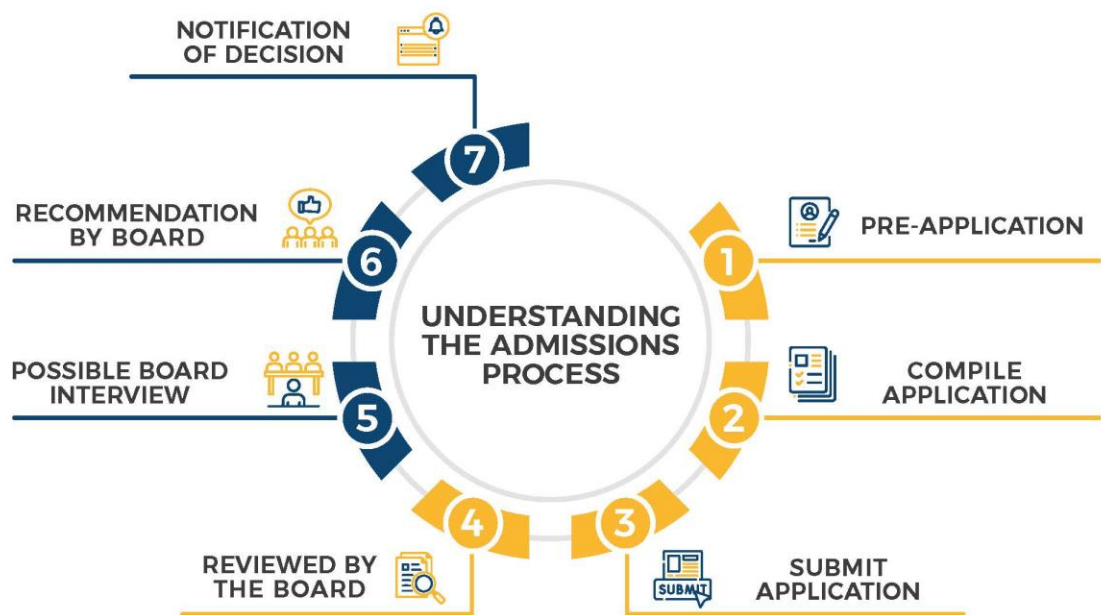 UNDERSTANDING
THE ADMISSIONS
PROCESS
1
PRE-APPLICATION
2
COMPILE
APPLICATION
3
SUBMIT
SUBMIT
APPLICATION
4
REVIEWED BY
THE BOARD
5
POSSIBLE BOARD
INTERVIEW
6
RECOMMENDATION
BY BOARD
7
NOTIFICATION
OF DECISION